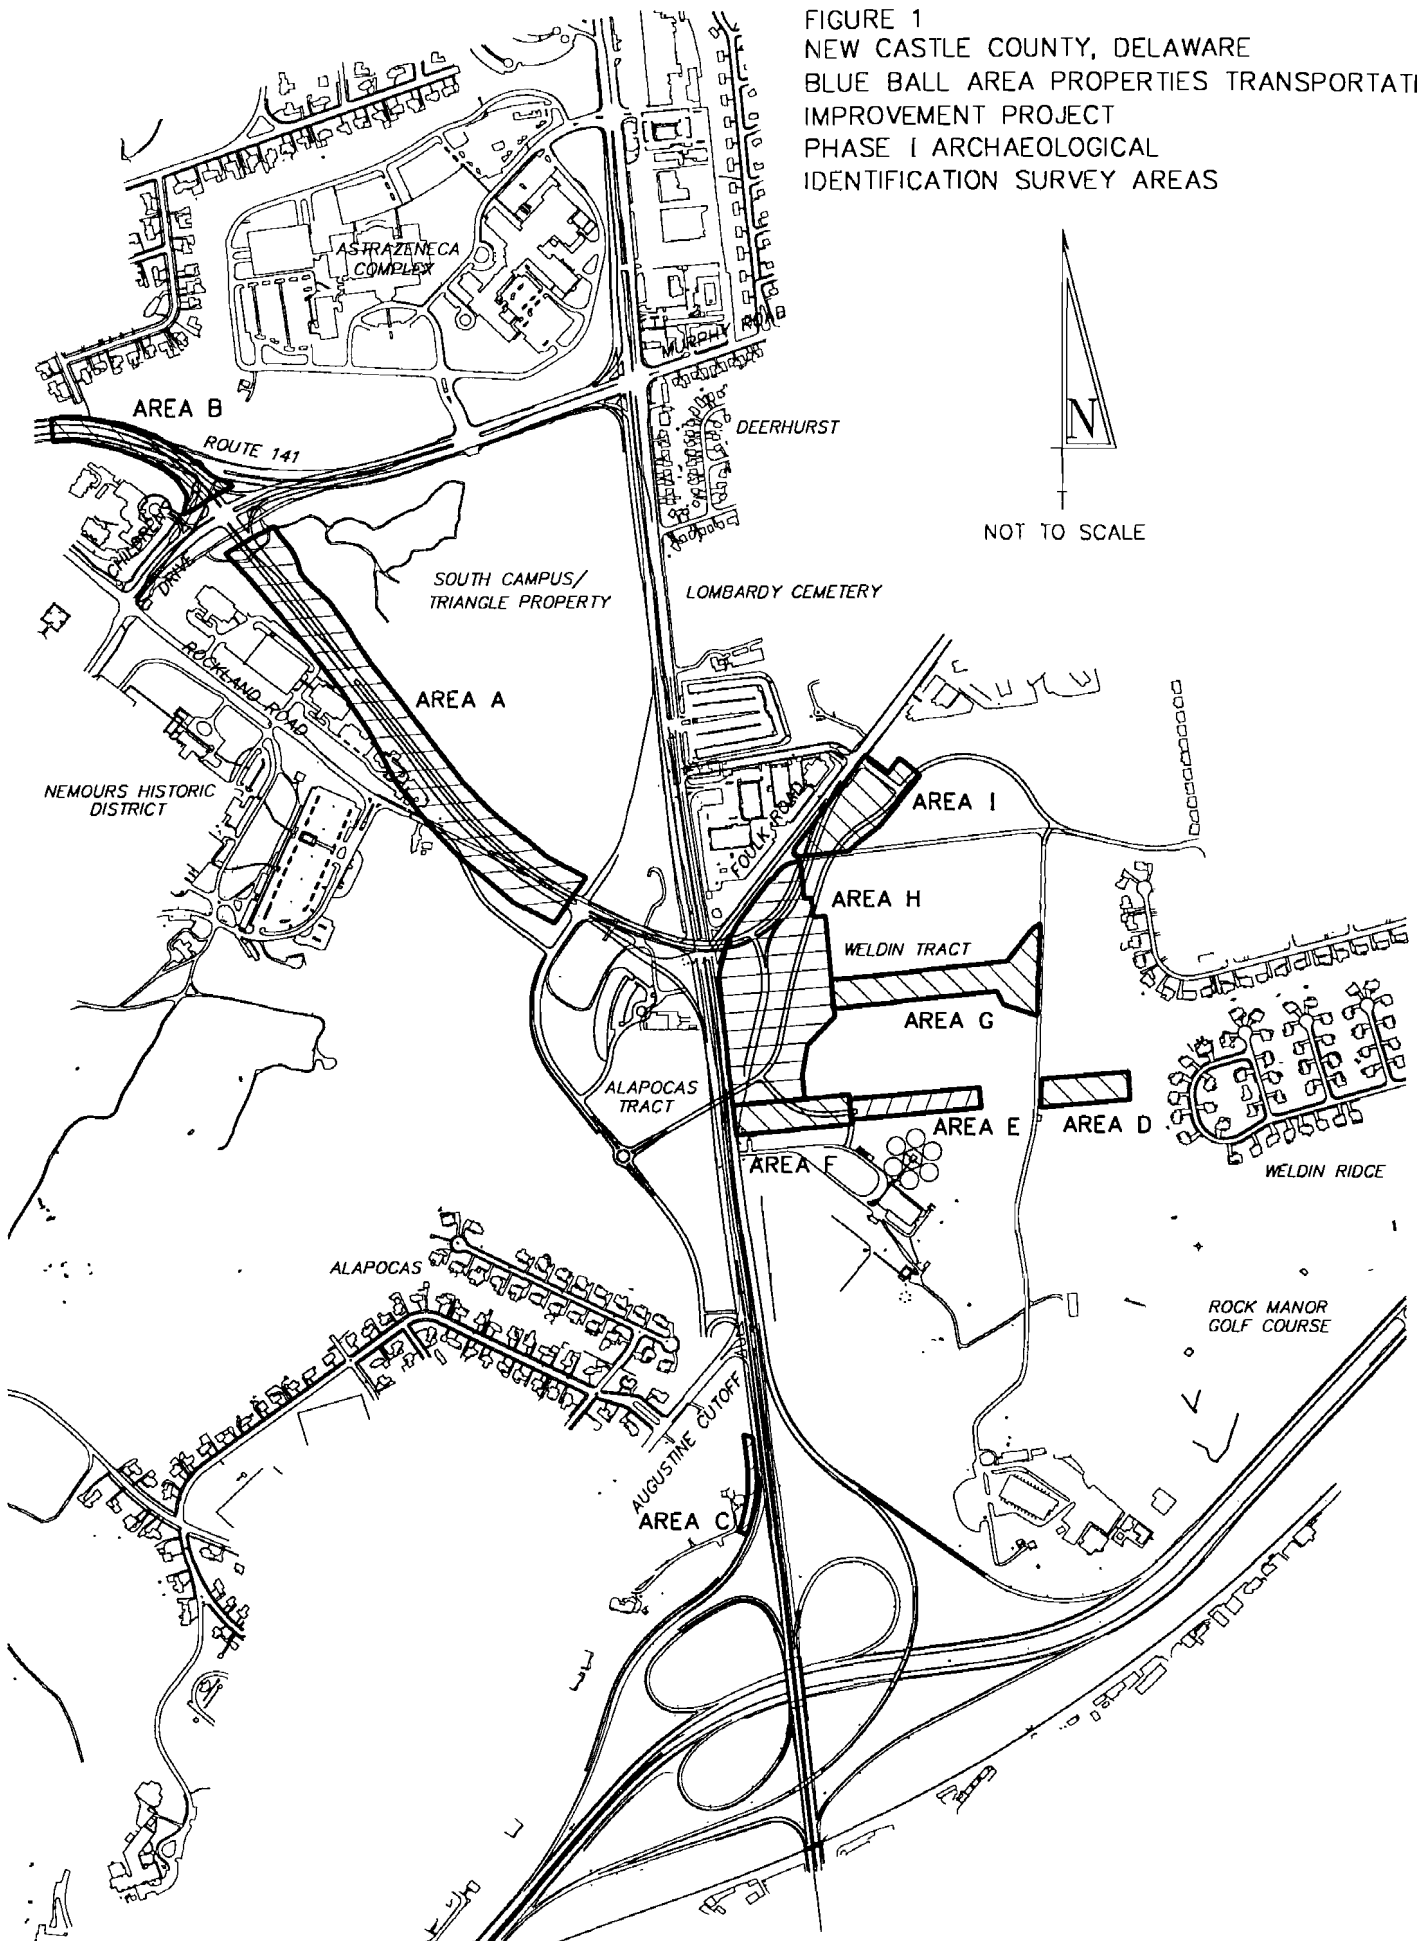 FIGURE 1
NEW CASTLE COUNTY, DELAWARE
BLUE BALL AREA PROPERTIES TRANSPORTATI
IMPROVEMENT PROJECT
PHASE I ARCHAEOLOGICAL
IDENTIFICATION SURVEY AREAS
ASTRAZENECA
COMPLEX
MURPHY ROAD
AREA B
ROUTE 141
DEERHURST
N
NOT TO SCALE
CHILDREN
DRIVE
SOUTH CAMPUS/
TRIANGLE PROPERTY
LOMBARDY CEMETERY
ROCKLAND ROAD
AREA A
NEMOURS HISTORIC
DISTRICT
FOULK ROAD
AREA I
AREA H
WELDIN TRACT
AREA G
ALAPOCAS
TRACT
AREA E
AREA D
AREA F
WELDIN RIDGE
ALAPOCAS
ROCK MANOR
GOLF COURSE
AUGUSTINE CUTOFF
AREA C